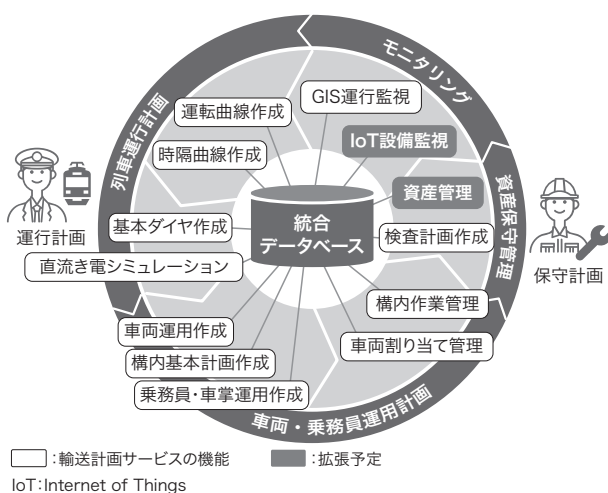 モニタリング
列車運行計画
資産保守管理
車両・乗務員運用計画
GIS運行監視
運転曲線作成
IoT設備監視
時隔曲線作成
資産管理
統合
データベース
基本ダイヤ作成
検査計画作成
直流き電シミュレーション
構内作業管理
車両運用作成
車両割り当て管理
構内基本計画作成
乗務員・車掌運用作成
運行計画
保守計画
:輸送計画サービスの機能
:拡張予定
IoT:Internet of Things